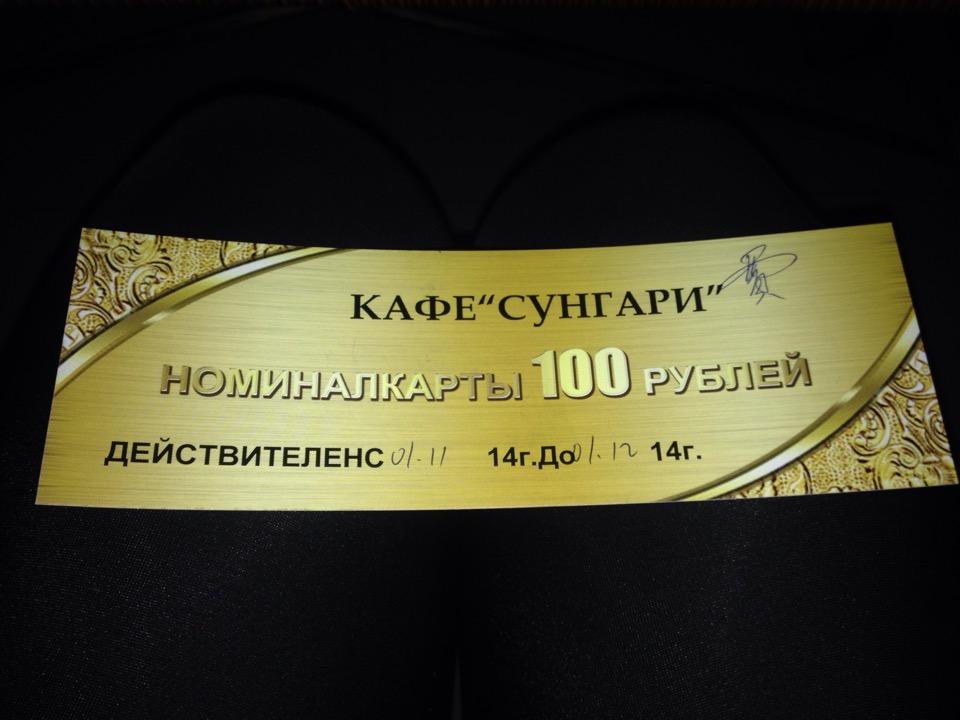 КАФЕ“СУНГАРИ”
НОМИНАЛКАРТЫ 100 РУБЛЕЙ
ДЕЙСТВИТЕЛЕНС 01.11 14г.До 01.12 14г.